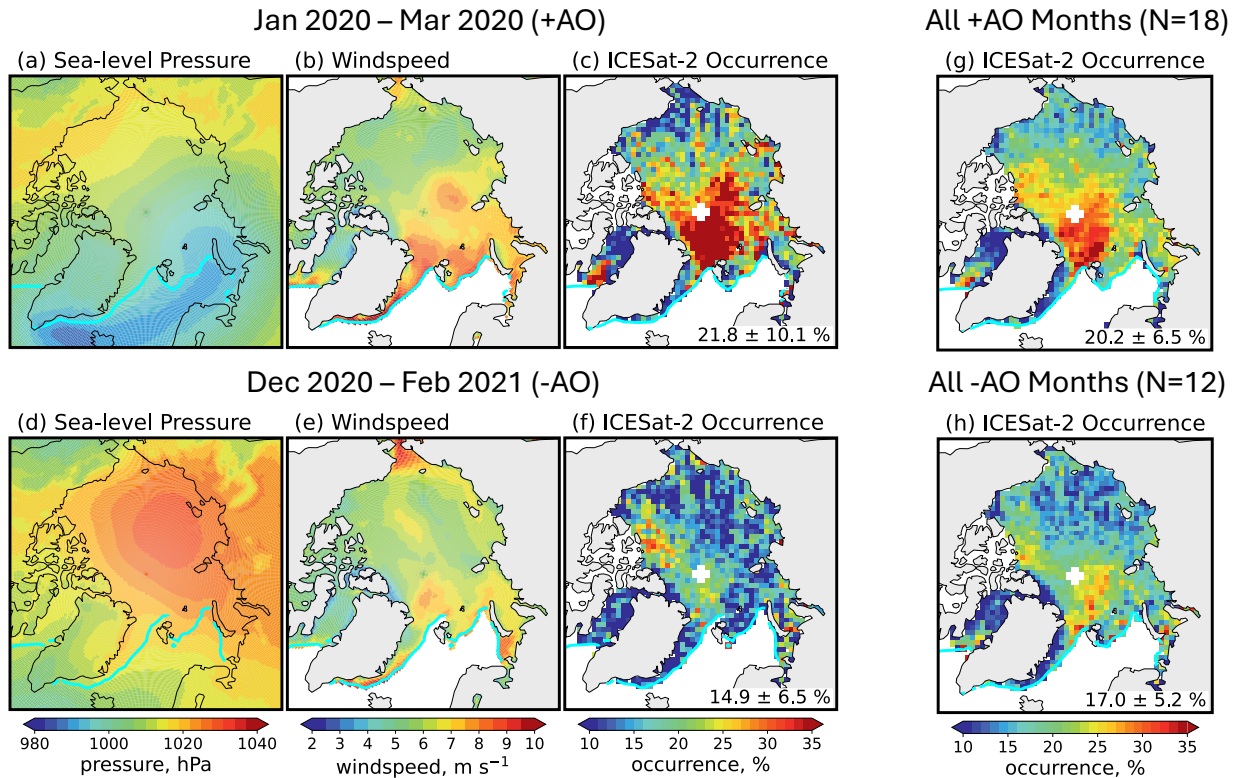 Jan 2020 – Mar 2020 (+AO)
All +AO Months (N=18)
(a) Sea-level Pressure
(b) Windspeed
(c) ICESat-2 Occurrence
(g) ICESat-2 Occurrence
21.8 ± 10.1 %
20.2 ± 6.5 %
Dec 2020 – Feb 2021 (-AO)
All -AO Months (N=12)
(d) Sea-level Pressure
(e) Windspeed
(f) ICESat-2 Occurrence
(h) ICESat-2 Occurrence
14.9 ± 6.5 %
17.0 ± 5.2 %
980 1000 1020 1040
pressure, hPa
2 3 4 5 6 7 8 9 10
windspeed, m s⁻¹
10 15 20 25 30 35
occurrence, %
10 15 20 25 30 35
occurrence, %